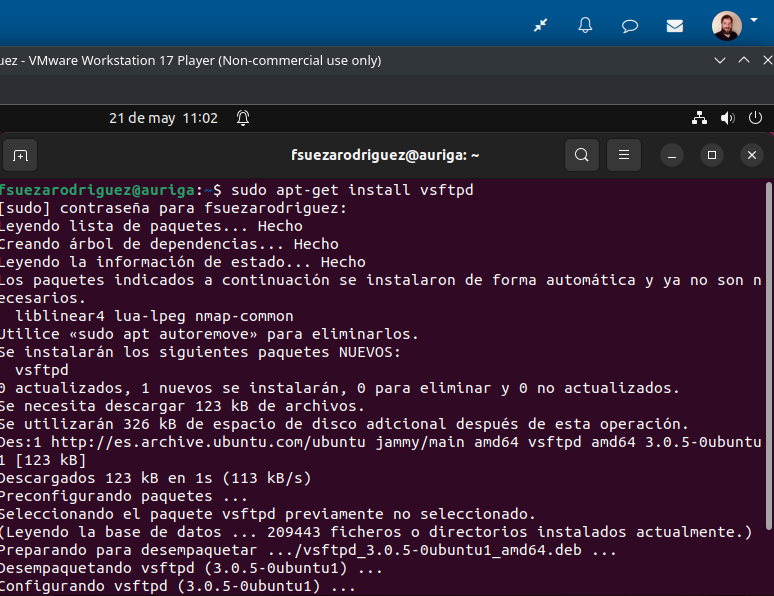 uez - VMware Workstation 17 Player (Non-commercial use only)
21 de may 11:02
fsuezarodriguez@auriga: ~
fsuezarodriguez@auriga:~$ sudo apt-get install vsftpd
[sudo] contraseña para fsuezarodriguez:
Leyendo lista de paquetes... Hecho
Creando árbol de dependencias... Hecho
Leyendo la información de estado... Hecho
Los paquetes indicados a continuación se instalaron de forma automática y ya no son n
ecesarios.
liblinear4 lua-lpeg nmap-common
Utilice «sudo apt autoremove» para eliminarlos.
Se instalarán los siguientes paquetes NUEVOS:
vsftpd
0 actualizados, 1 nuevos se instalarán, 0 para eliminar y 0 no actualizados.
Se necesita descargar 123 kB de archivos.
Se utilizarán 326 kB de espacio de disco adicional después de esta operación.
Des:1 http://es.archive.ubuntu.com/ubuntu jammy/main amd64 vsftpd amd64 3.0.5-0ubuntu
1 [123 kB]
Descargados 123 kB en 1s (113 kB/s)
Preconfigurando paquetes ...
Seleccionando el paquete vsftpd previamente no seleccionado.
(Leyendo la base de datos ... 209443 ficheros o directorios instalados actualmente.)
Preparando para desempaquetar .../vsftpd_3.0.5-0ubuntu1_amd64.deb ...
Desempaquetando vsftpd (3.0.5-0ubuntu1) ...
Configurando vsftpd (3.0.5-0ubuntu1) ...